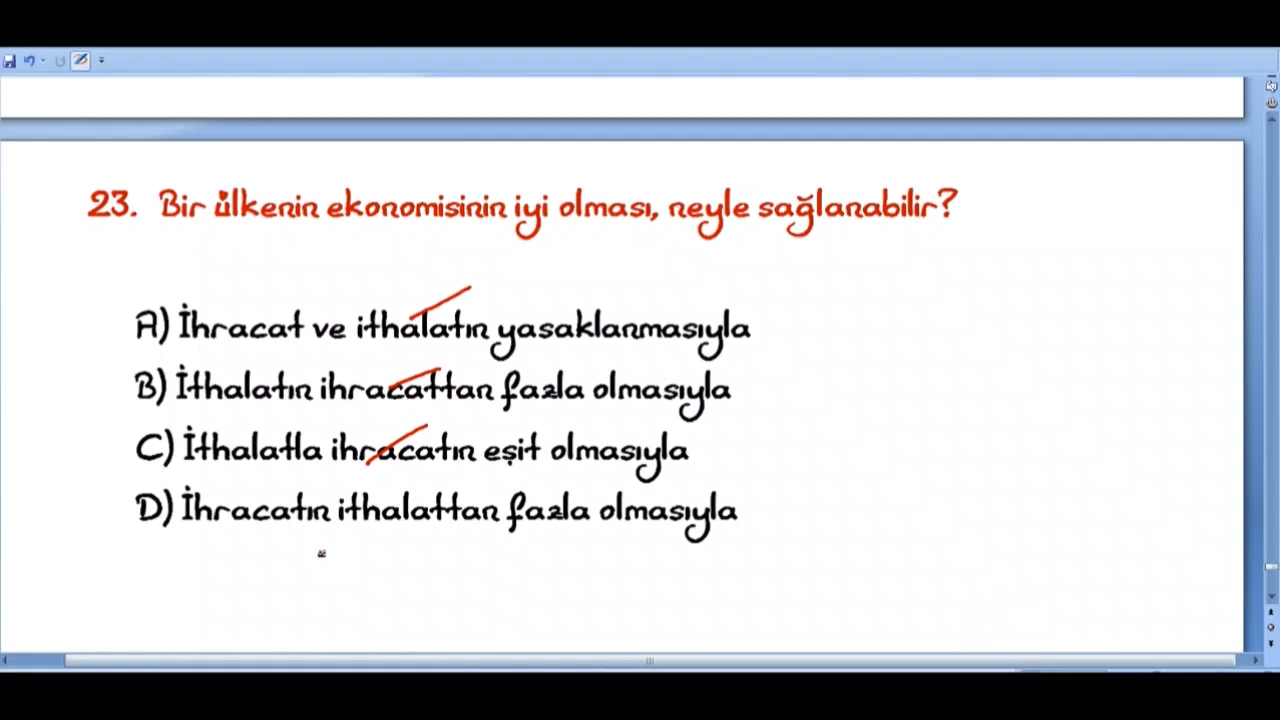 23. Bir ülkenin ekonomisinin iyi olması, neyle sağlanabilir?
A) İhracat ve ithalatın yasaklanmasıyla
B) İthalatın ihracattan fazla olmasıyla
C) İthalatla ihracatın eşit olmasıyla
D) İhracatın ithalattan fazla olmasıyla